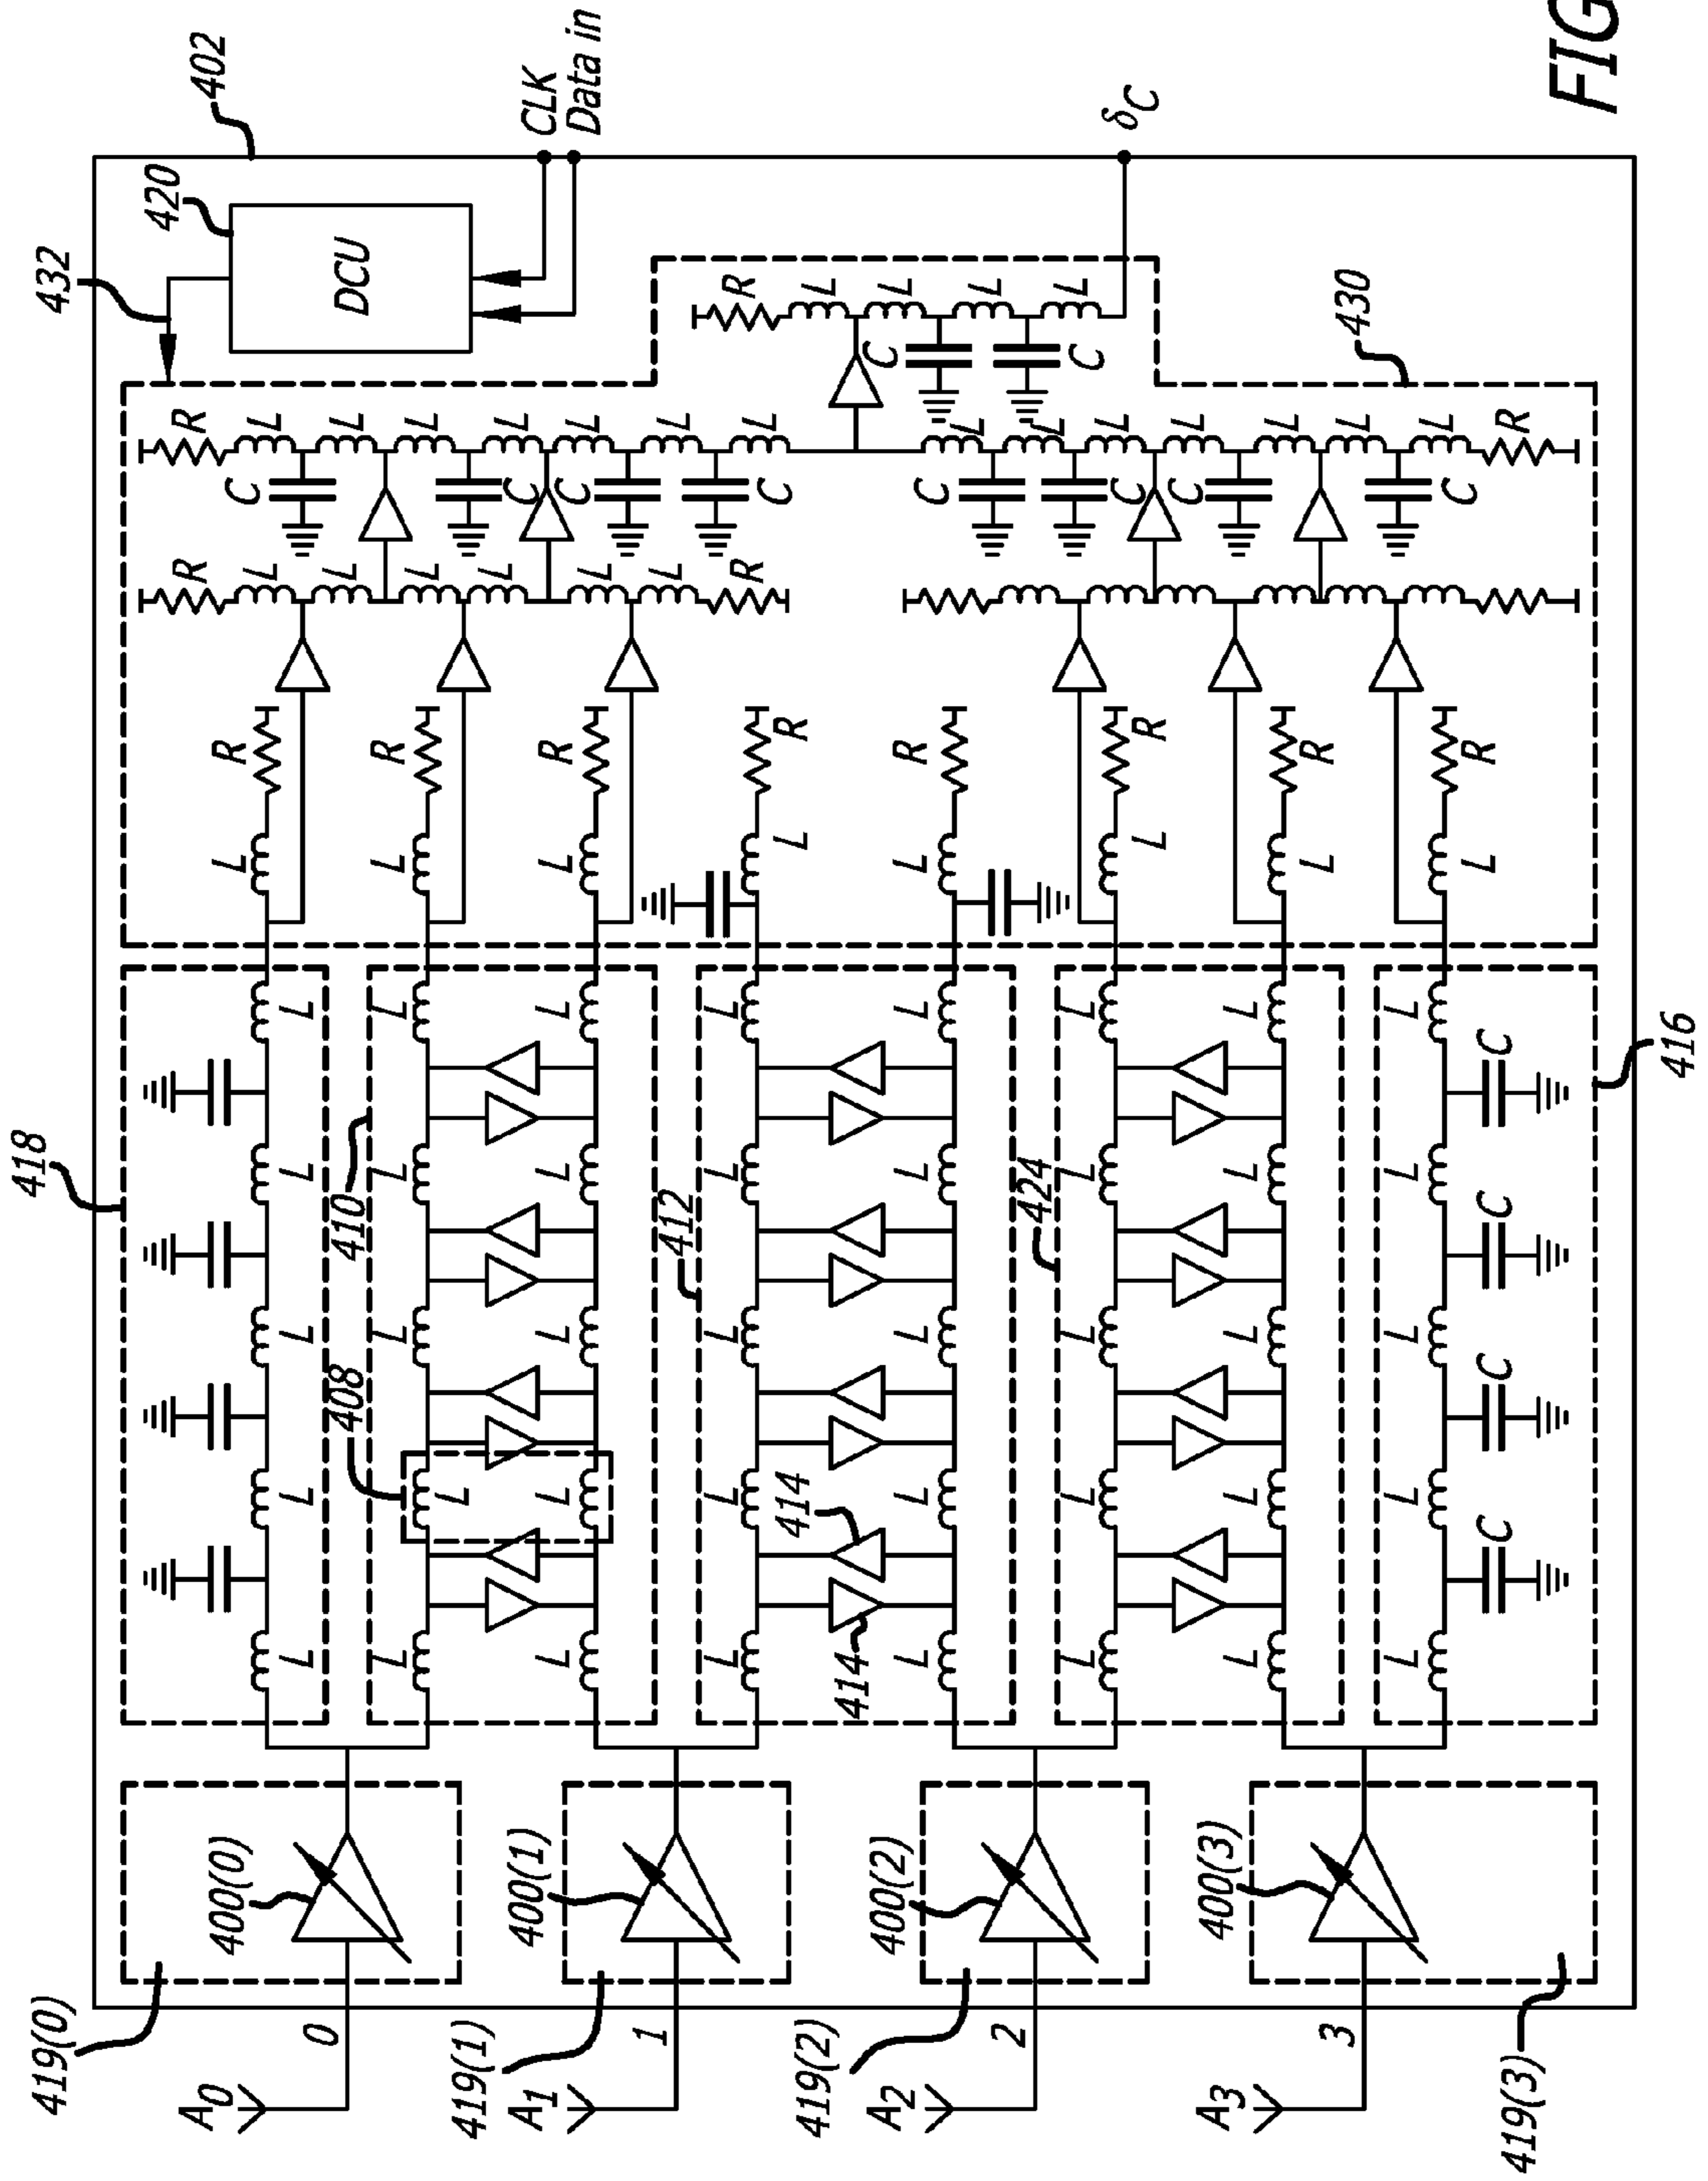 419(0)
418
432
420
402
A0
0
400(0)
L L L L L
L
R
R L L L L L L R
R L L L L L L L
C C C C
DCU
408
410
L L L L L
L
R
419(1)
A1
1
400(1)
CLK
Data in
L L L L L
L
R
412
414
414
L L L L L
L
R
R L L L L
C C
419(2)
A2
2
400(2)
L L L L L
L
R
424
L L L L L
L
R
C C C C
L L L L L L L R
δC
419(3)
A3
3
400(3)
L L L L L
L
R
L L L L L
L
R
C C C C
430
416
FIG